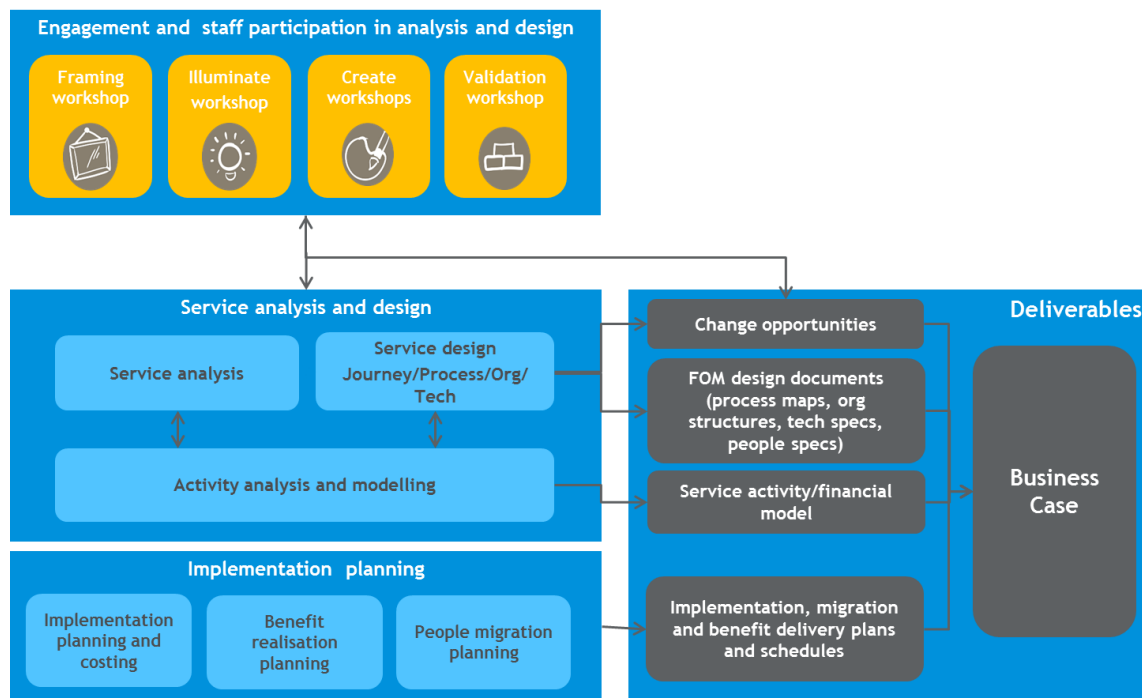 Engagement and staff participation in analysis and design
Framing
workshop
Illuminate
workshop
Create
workshops
Validation
workshop
Service analysis and design
Service analysis
Service design
Journey/Process/Org/
Tech
Activity analysis and modelling
Implementation planning
Implementation
planning and
costing
Benefit
realisation
planning
People migration
planning
Deliverables
Change opportunities
FOM design documents
(process maps, org
structures, tech specs,
people specs)
Service activity/financial
model
Implementation, migration
and benefit delivery plans
and schedules
Business
Case